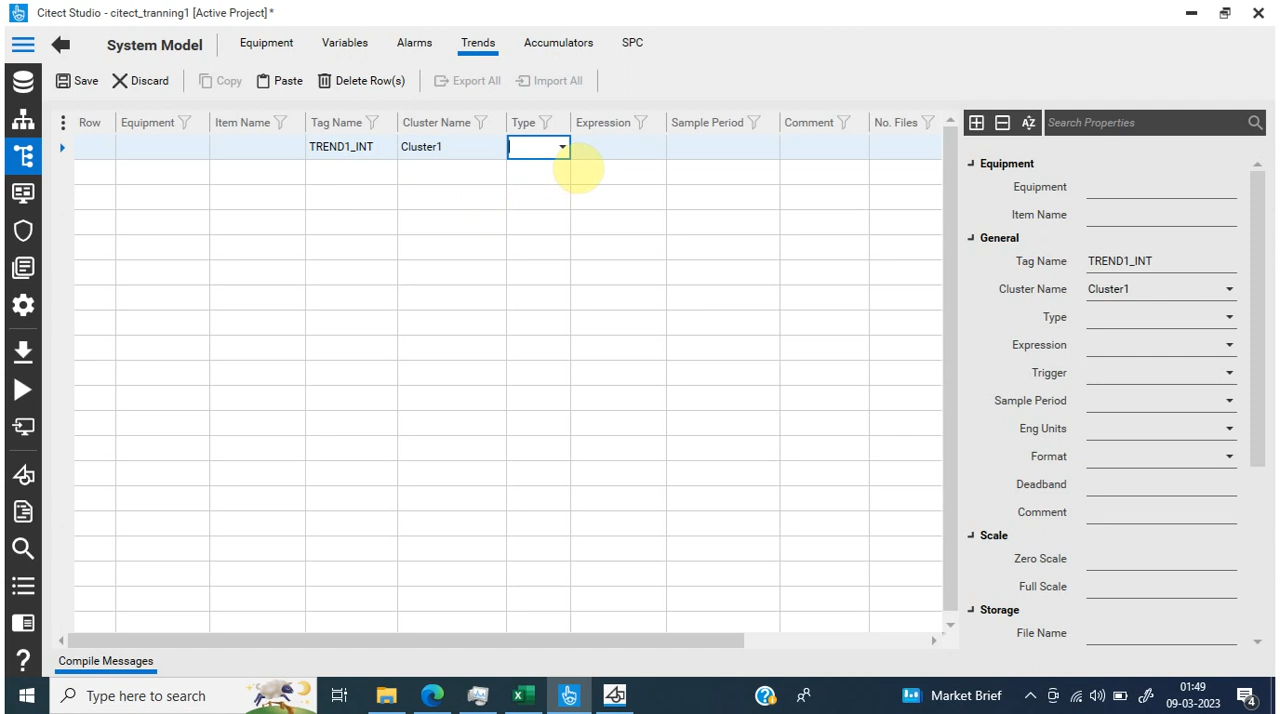 Citect Studio - citect_tranning1 [Active Project]*
System Model
Equipment
Variables
Alarms
Trends
Accumulators
SPC
Save
Discard
Copy
Paste
Delete Row(s)
Export All
Import All
Row
Equipment
Item Name
Tag Name
Cluster Name
Type
Expression
Sample Period
Comment
No. Files
AZ
Search Properties
TREND1_INT
Cluster1
Equipment
Equipment
Item Name
General
Tag Name TREND1_INT
Cluster Name Cluster1
Type
Expression
Trigger
Sample Period
Eng Units
Format
Deadband
Comment
Scale
Zero Scale
Full Scale
Storage
File Name
Compile Messages
Type here to search
Market Brief
01:49
09-03-2023
4